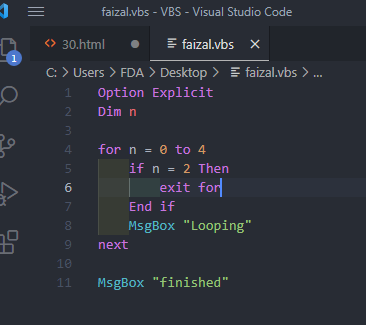 faizal.vbs - VBS - Visual Studio Code
1
<> 30.html
faizal.vbs
C: > Users > FDA > Desktop > faizal.vbs > ...
1 Option Explicit
2 Dim n
3
4 for n = 0 to 4
5 if n = 2 Then
6 exit for
7 End if
8 MsgBox "Looping"
9 next
10
11 MsgBox "finished"